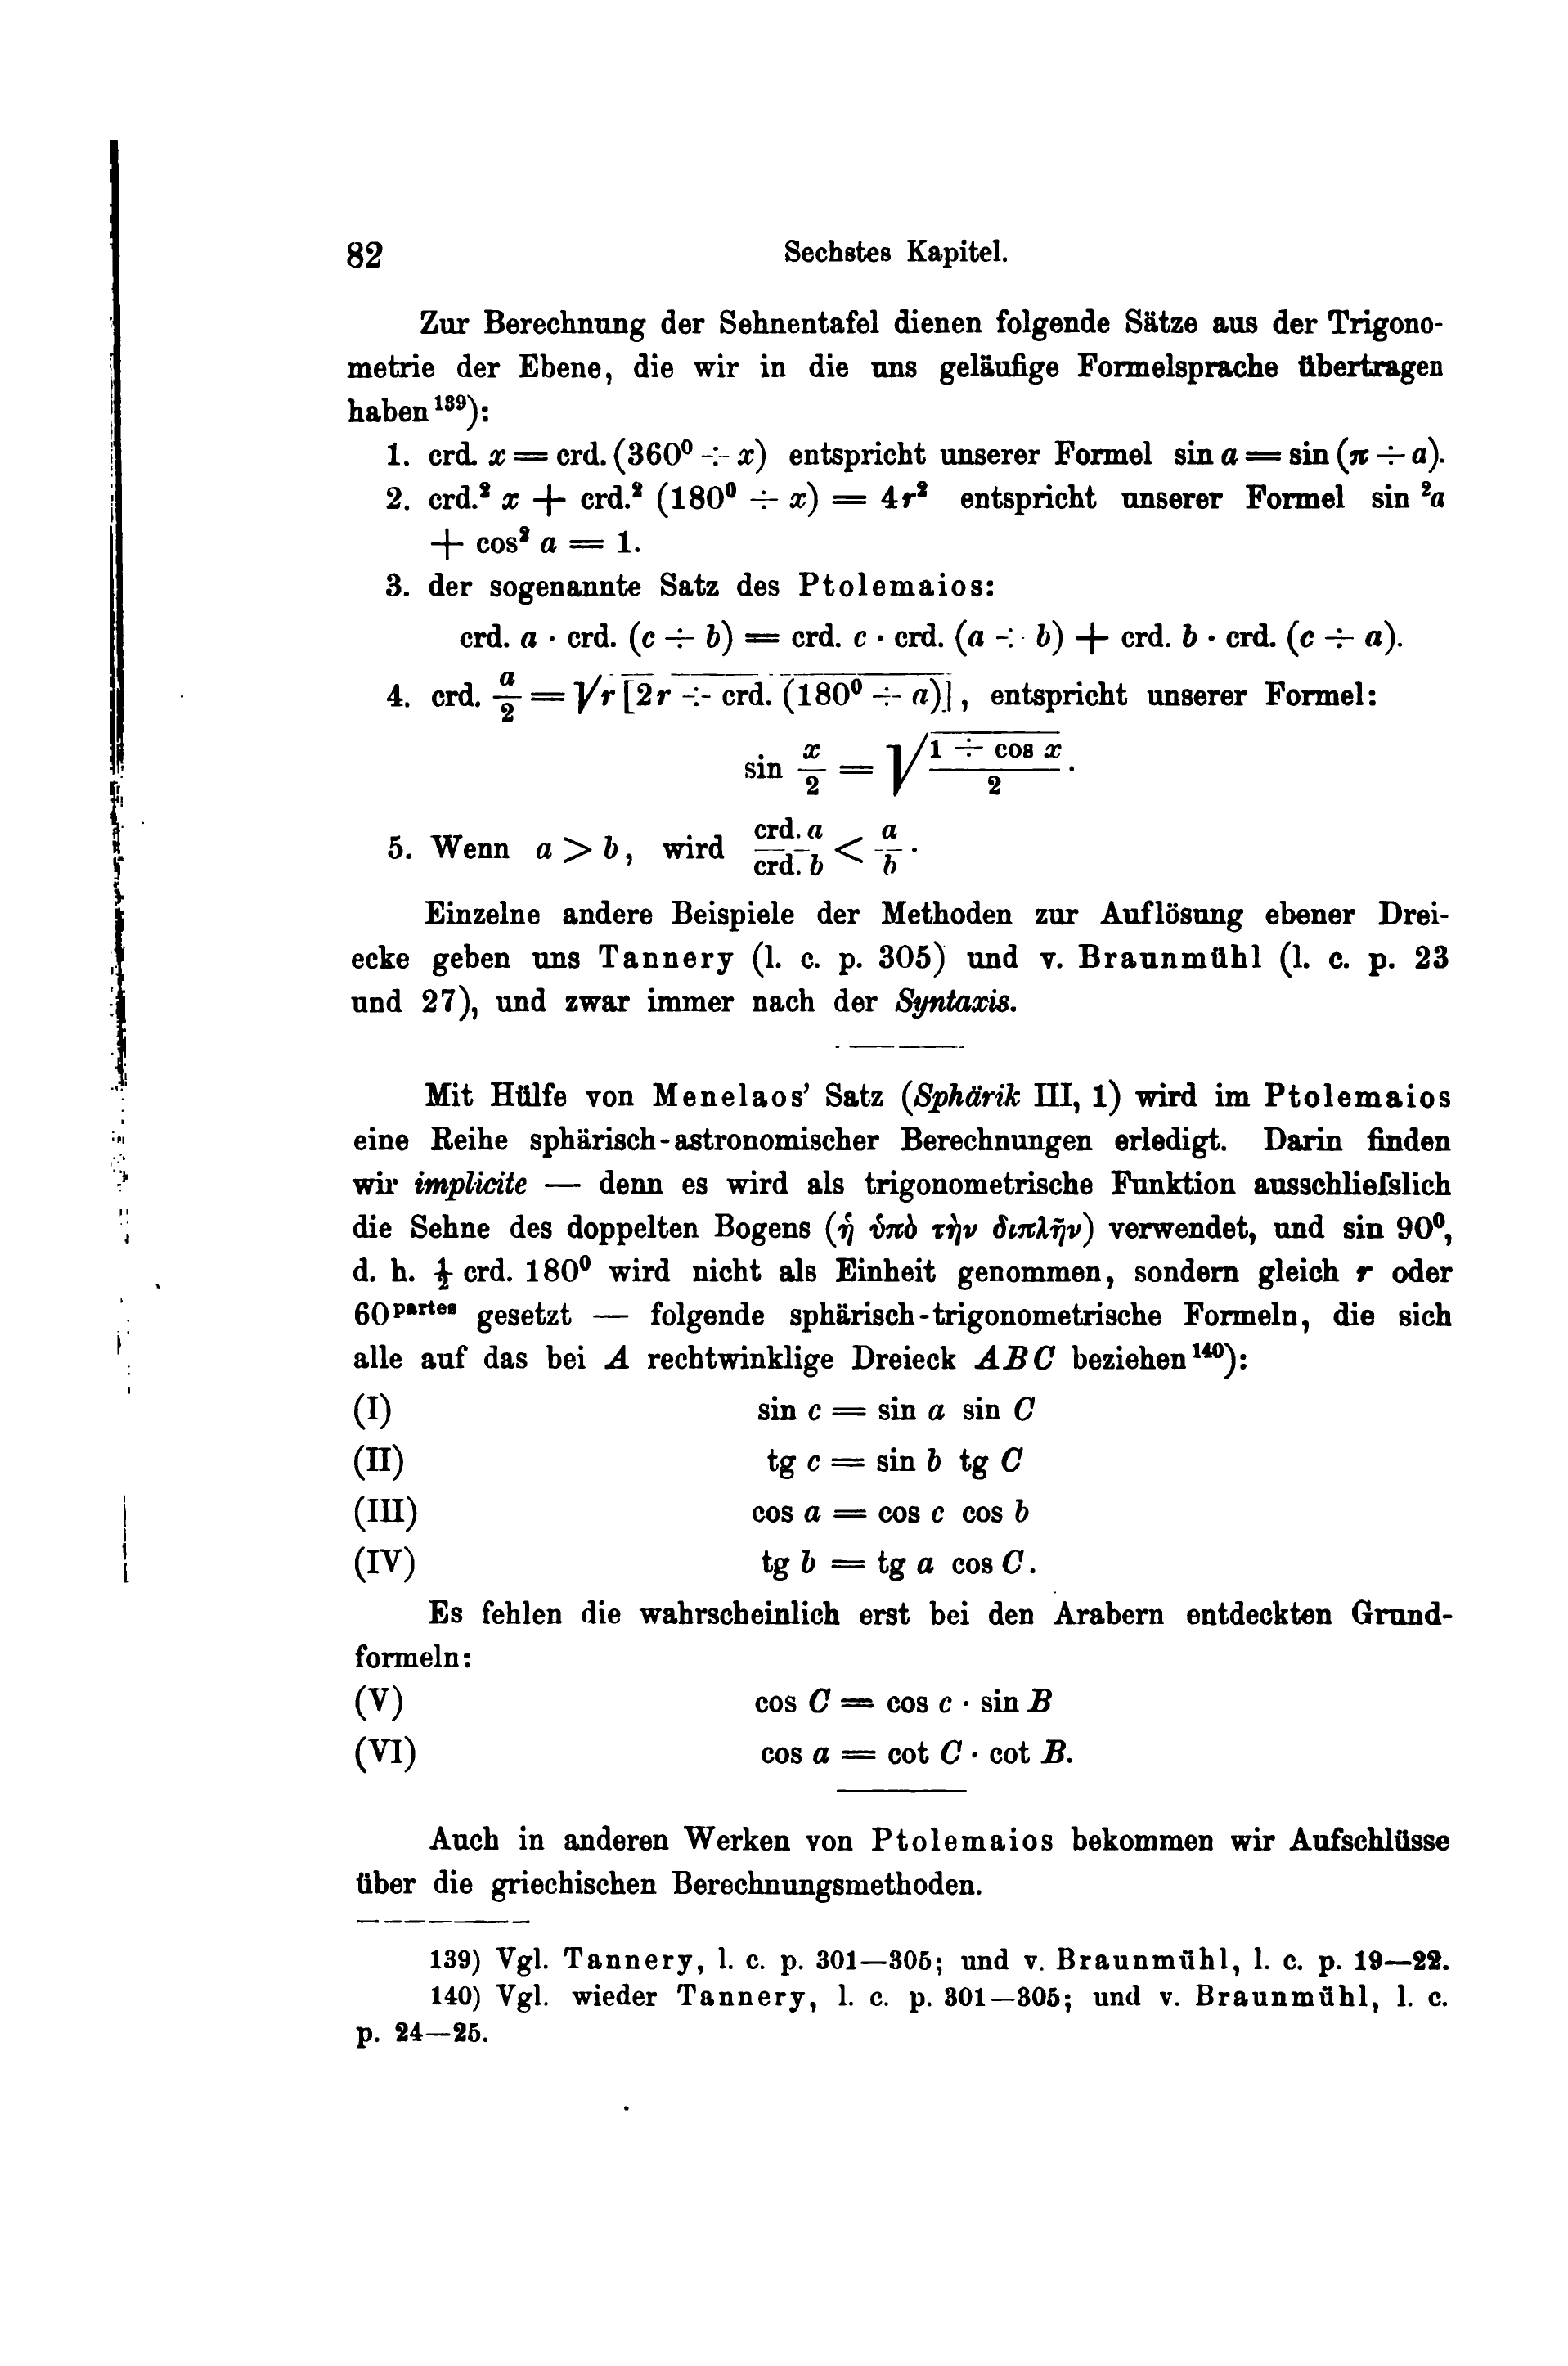 82 Sechstes Kapitel.
Zur Berechnung der Sehnentafel dienen folgende Sätze aus der Trigono-
metrie der Ebene, die wir in die uns geläufige Formelsprache übertragen
haben¹³⁹):
1. crd. x = crd. (360⁰ ÷ x) entspricht unserer Formel sin a = sin (π ÷ a).
2. crd.² x + crd.² (180⁰ ÷ x) = 4r² entspricht unserer Formel sin ²a
+ cos² a = 1.
3. der sogenannte Satz des Ptolemaios:
crd. a · crd. (c ÷ b) = crd. c · crd. (a ÷ b) + crd. b · crd. (c ÷ a).
4. crd. a/2 = √r [2r ÷ crd. (180⁰ ÷ a)], entspricht unserer Formel:
sin x/2 = √(1 ÷ cos x)/2 .
5. Wenn a > b, wird crd. a/crd. b < a/b .
Einzelne andere Beispiele der Methoden zur Auflösung ebener Drei-
ecke geben uns Tannery (l. c. p. 305) und v. Braunmühl (l. c. p. 23
und 27), und zwar immer nach der Syntaxis.
Mit Hülfe von Menelaos’ Satz (Sphärik III, 1) wird im Ptolemaios
eine Reihe sphärisch-astronomischer Berechnungen erledigt. Darin finden
wir implicite — denn es wird als trigonometrische Funktion ausschlieſslich
die Sehne des doppelten Bogens (ἡ ὑπὸ τὴν διπλῆν) verwendet, und sin 90⁰,
d. h. ½ crd. 180⁰ wird nicht als Einheit genommen, sondern gleich r oder
60ᵖᵃʳᵗᵉˢ gesetzt — folgende sphärisch-trigonometrische Formeln, die sich
alle auf das bei A rechtwinklige Dreieck ABC beziehen¹⁴⁰):
(I) sin c = sin a sin C
(II) tg c = sin b tg C
(III) cos a = cos c cos b
(IV) tg b = tg a cos C.
Es fehlen die wahrscheinlich erst bei den Arabern entdeckten Grund-
formeln:
(V) cos C = cos c · sin B
(VI) cos a = cot C · cot B.
Auch in anderen Werken von Ptolemaios bekommen wir Aufschlüsse
über die griechischen Berechnungsmethoden.
139) Vgl. Tannery, l. c. p. 301—305; und v. Braunmühl, l. c. p. 19—22.
140) Vgl. wieder Tannery, l. c. p. 301—305; und v. Braunmühl, l. c.
p. 24—25.